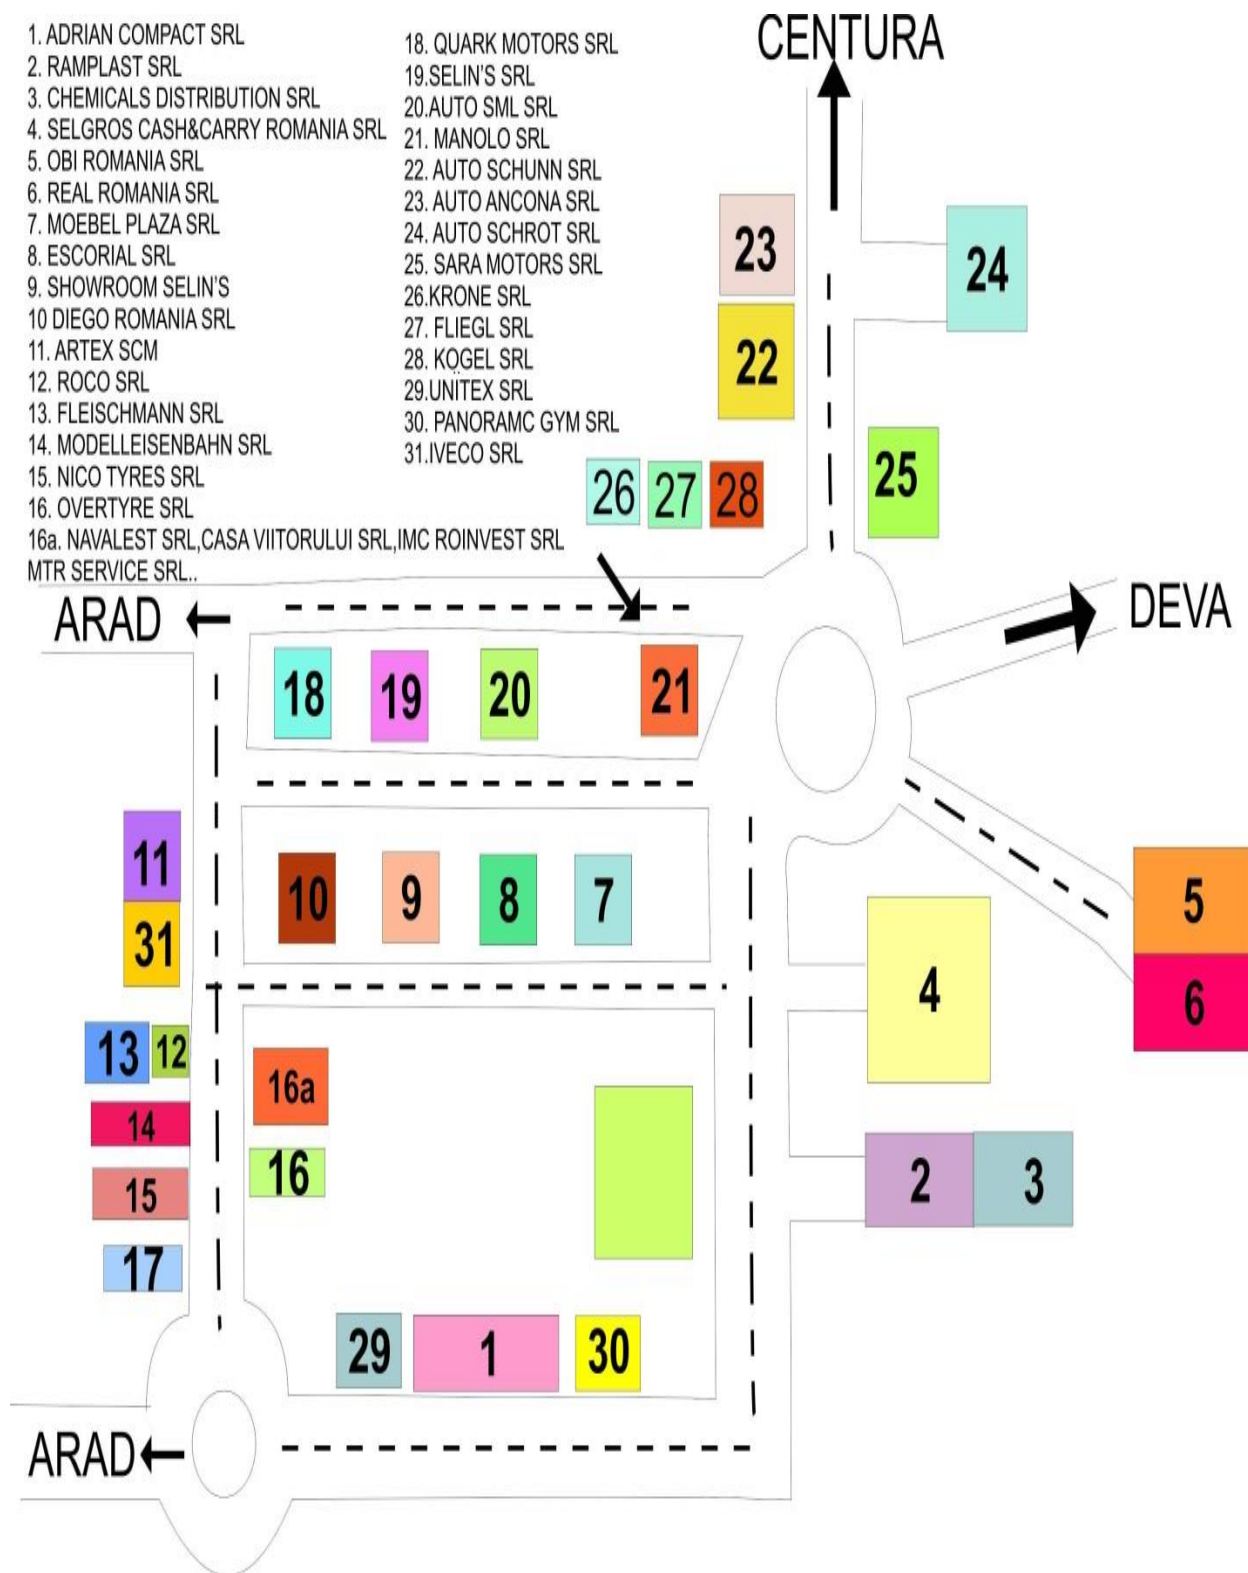 1. ADRIAN COMPACT SRL
2. RAMPLAST SRL
3. CHEMICALS DISTRIBUTION SRL
4. SELGROS CASH&CARRY ROMANIA SRL
5. OBI ROMANIA SRL
6. REAL ROMANIA SRL
7. MOEBEL PLAZA SRL
8. ESCORIAL SRL
9. SHOWROOM SELIN'S
10 DIEGO ROMANIA SRL
11. ARTEX SCM
12. ROCO SRL
13. FLEISCHMANN SRL
14. MODELLEISENBAHN SRL
15. NICO TYRES SRL
16. OVERTYRE SRL
16a. NAVALEST SRL,CASA VIITORULUI SRL,IMC ROINVEST SRL
MTR SERVICE SRL..
18. QUARK MOTORS SRL
19.SELIN'S SRL
20.AUTO SML SRL
21. MANOLO SRL
22. AUTO SCHUNN SRL
23. AUTO ANCONA SRL
24. AUTO SCHROT SRL
25. SARA MOTORS SRL
26.KRONE SRL
27. FLIEGL SRL
28. KÖGEL SRL
29.UNITEX SRL
30. PANORAMC GYM SRL
31.IVECO SRL
CENTURA
23
24
22
25
26 27 28
ARAD
DEVA
18 19 20 21
11
31
10 9 8 7
5
6
4
13 12
14
15
17
16a
16
2 3
29 1 30
ARAD